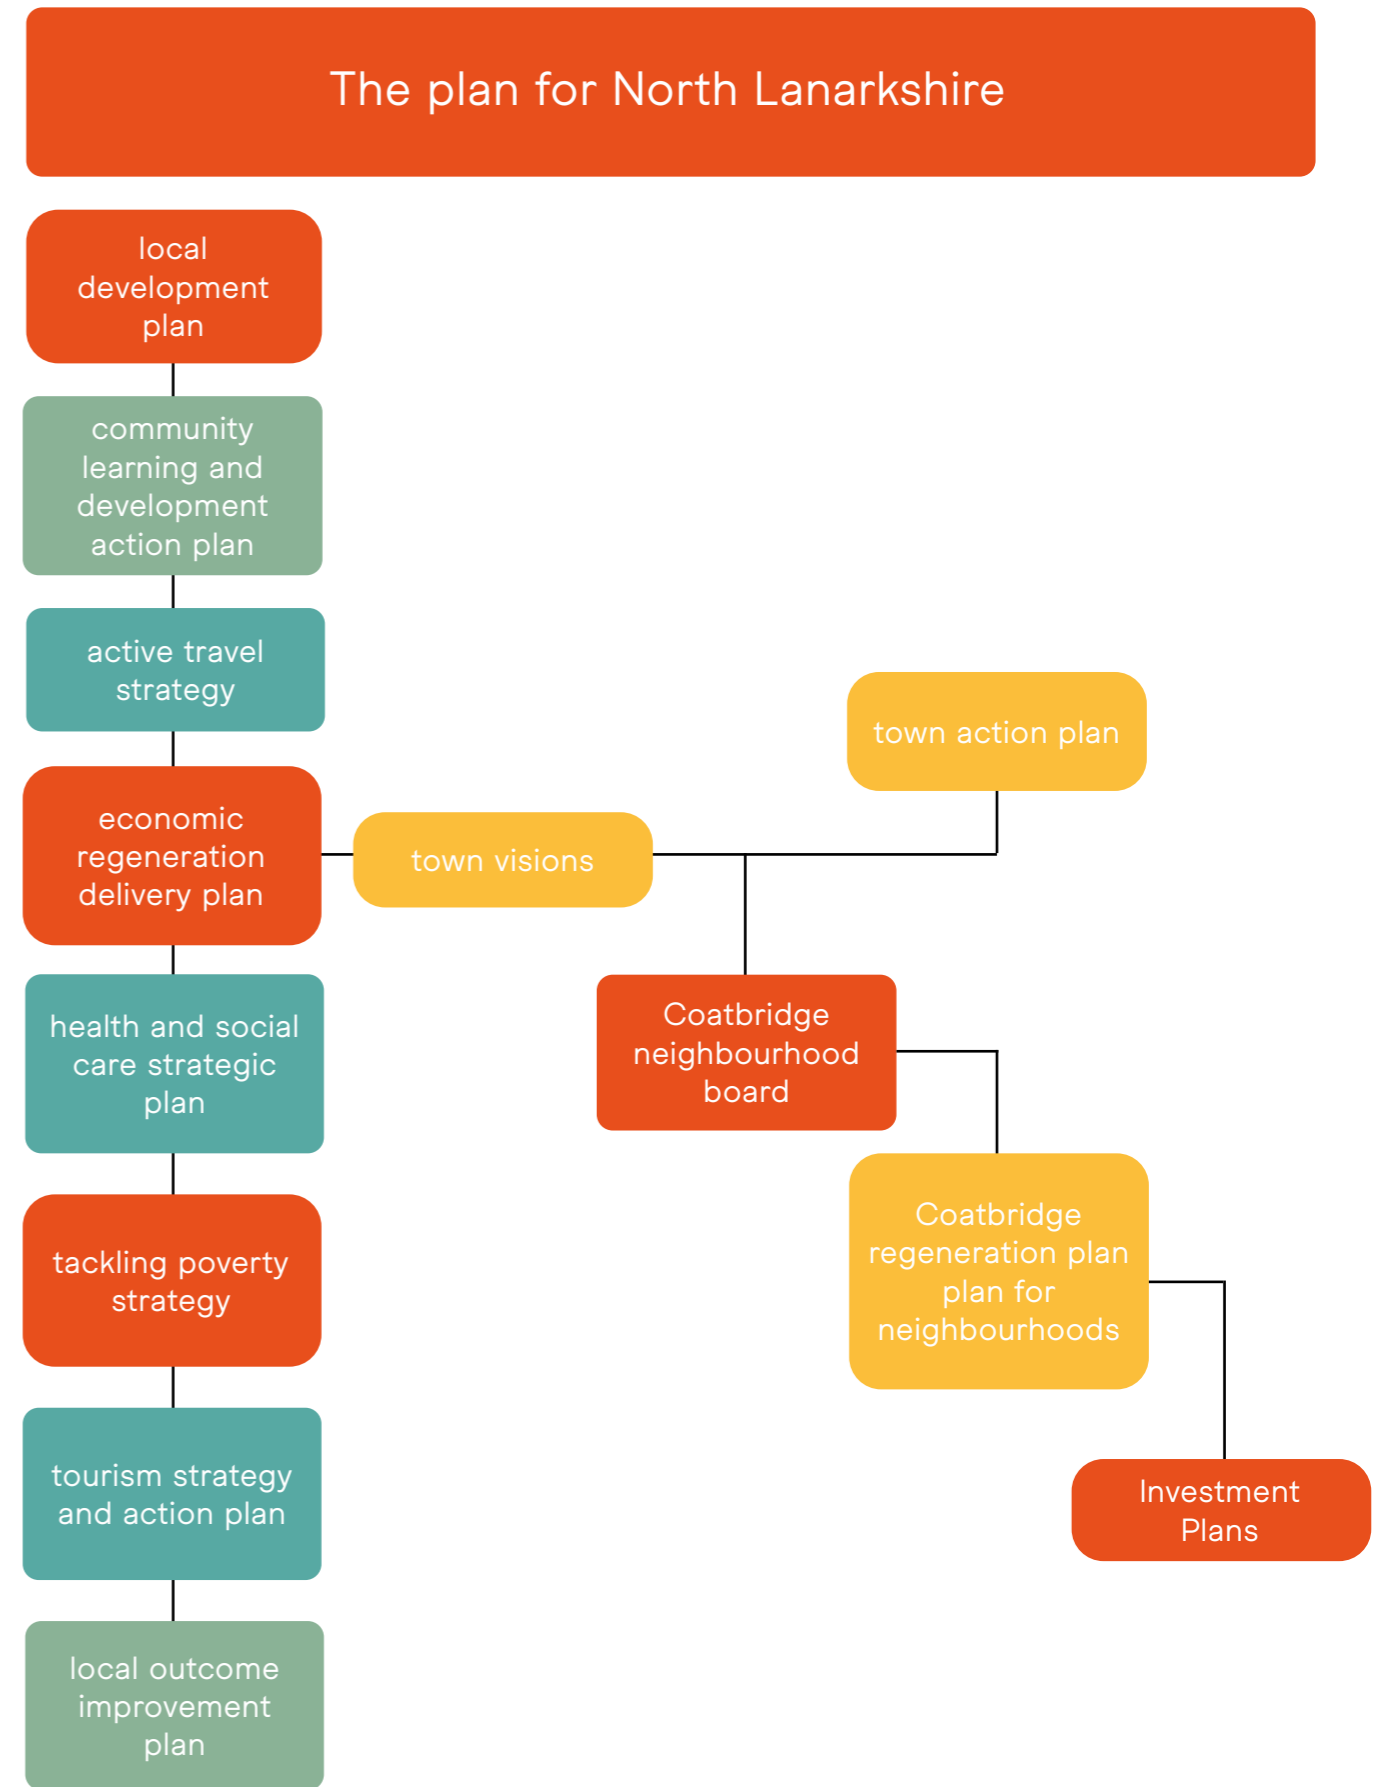 The plan for North Lanarkshire
local
development
plan
community
learning and
development
action plan
active travel
strategy
economic
regeneration
delivery plan
town visions
town action plan
health and social
care strategic
plan
Coatbridge
neighbourhood
board
Coatbridge
regeneration plan
plan for
neighbourhoods
tackling poverty
strategy
tourism strategy
and action plan
Investment
Plans
local outcome
improvement
plan